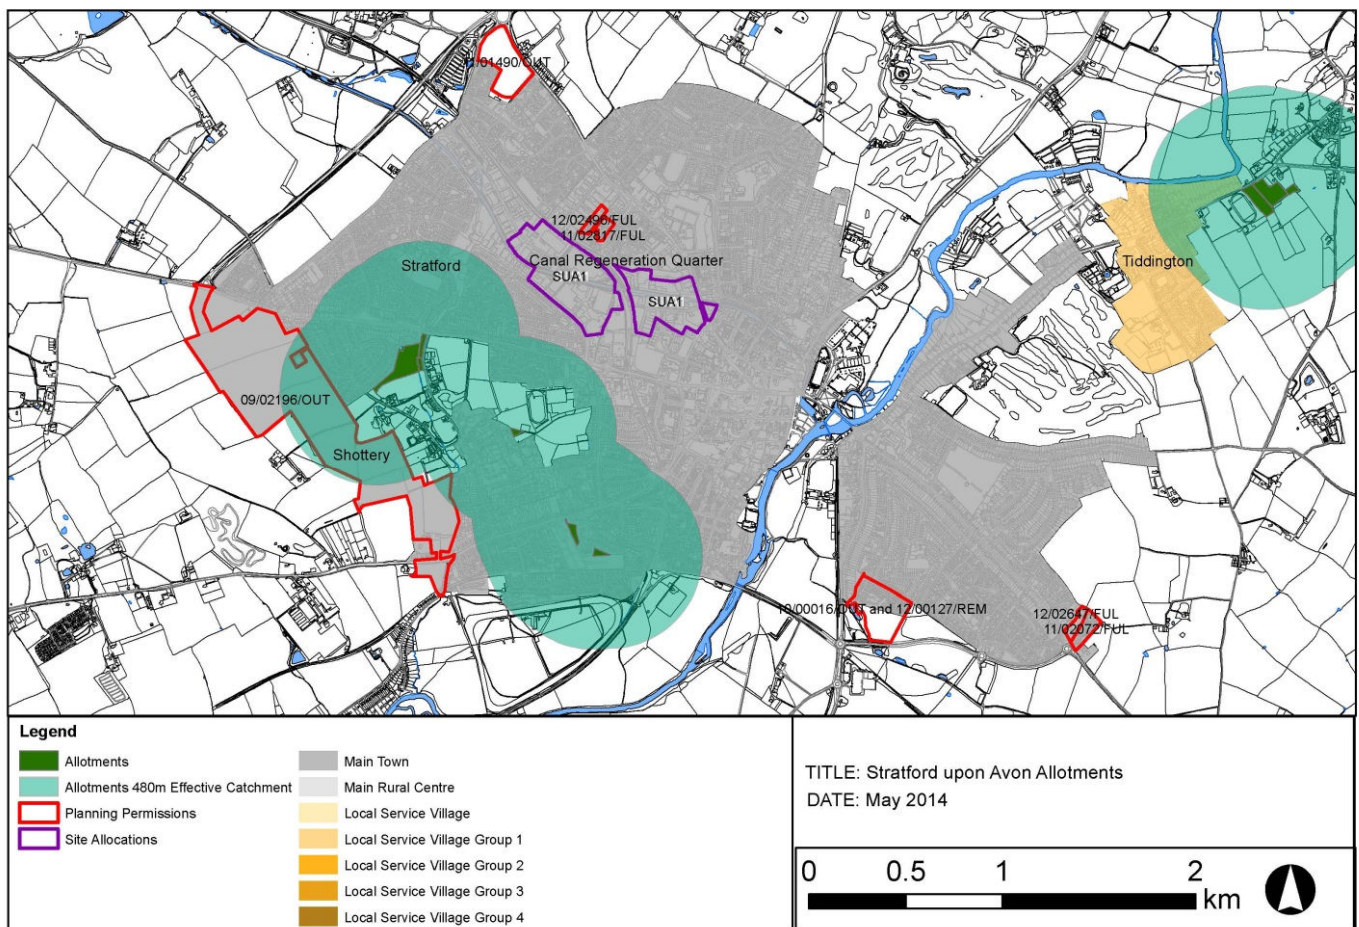 11/01490/OUT
12/02496/FUL
11/02817/FUL
Stratford
Canal Regeneration Quarter
SUA1
SUA1
Tiddington
09/02196/OUT
Shottery
10/00016/OUT and 12/00127/REM
12/02647/FUL
11/02072/FUL
Legend
Allotments
Allotments 480m Effective Catchment
Planning Permissions
Site Allocations
Main Town
Main Rural Centre
Local Service Village
Local Service Village Group 1
Local Service Village Group 2
Local Service Village Group 3
Local Service Village Group 4
TITLE: Stratford upon Avon Allotments
DATE: May 2014
0 0.5 1 2
km